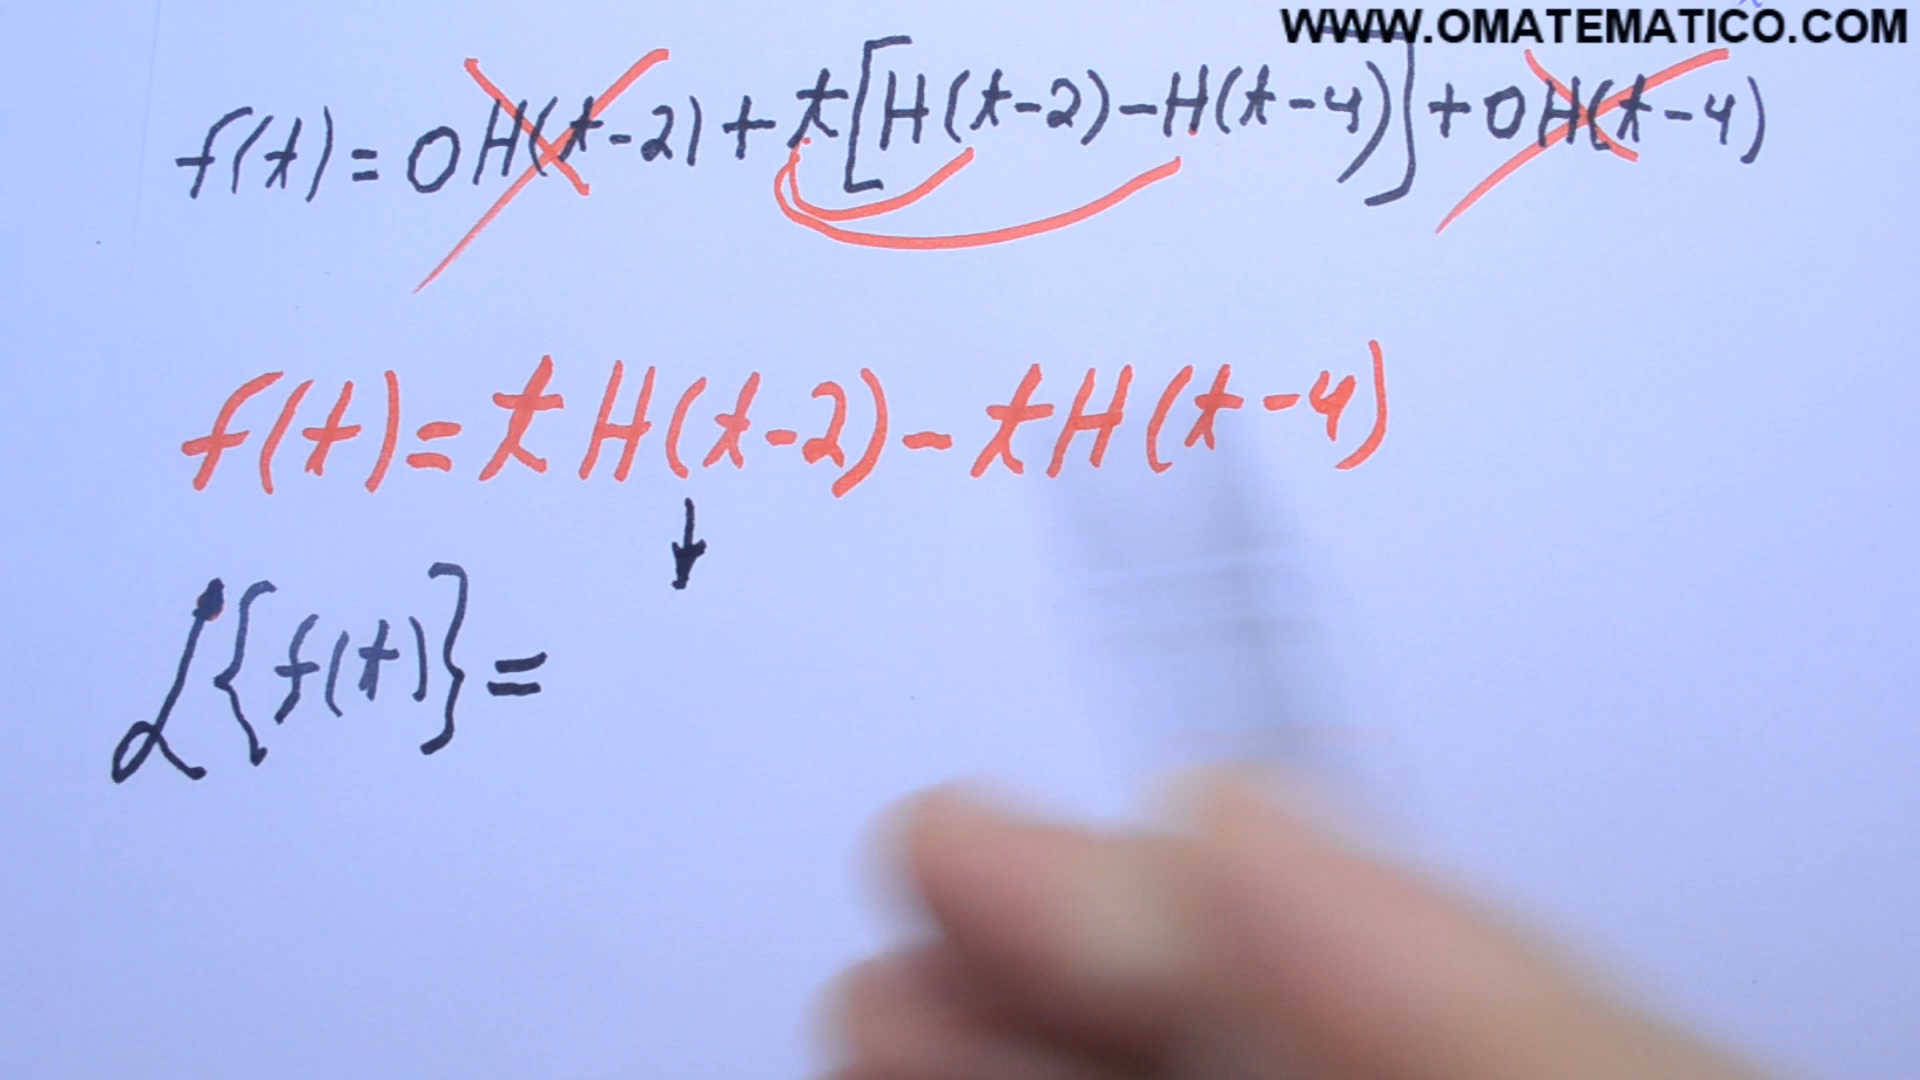 WWW.OMATEMATICO.COM
f(t) = 0H(t-2) + t[H(t-2) - H(t-4)] + 0H(t-4)
f(t) = tH(t-2) - tH(t-4)
ℒ{f(t)} =